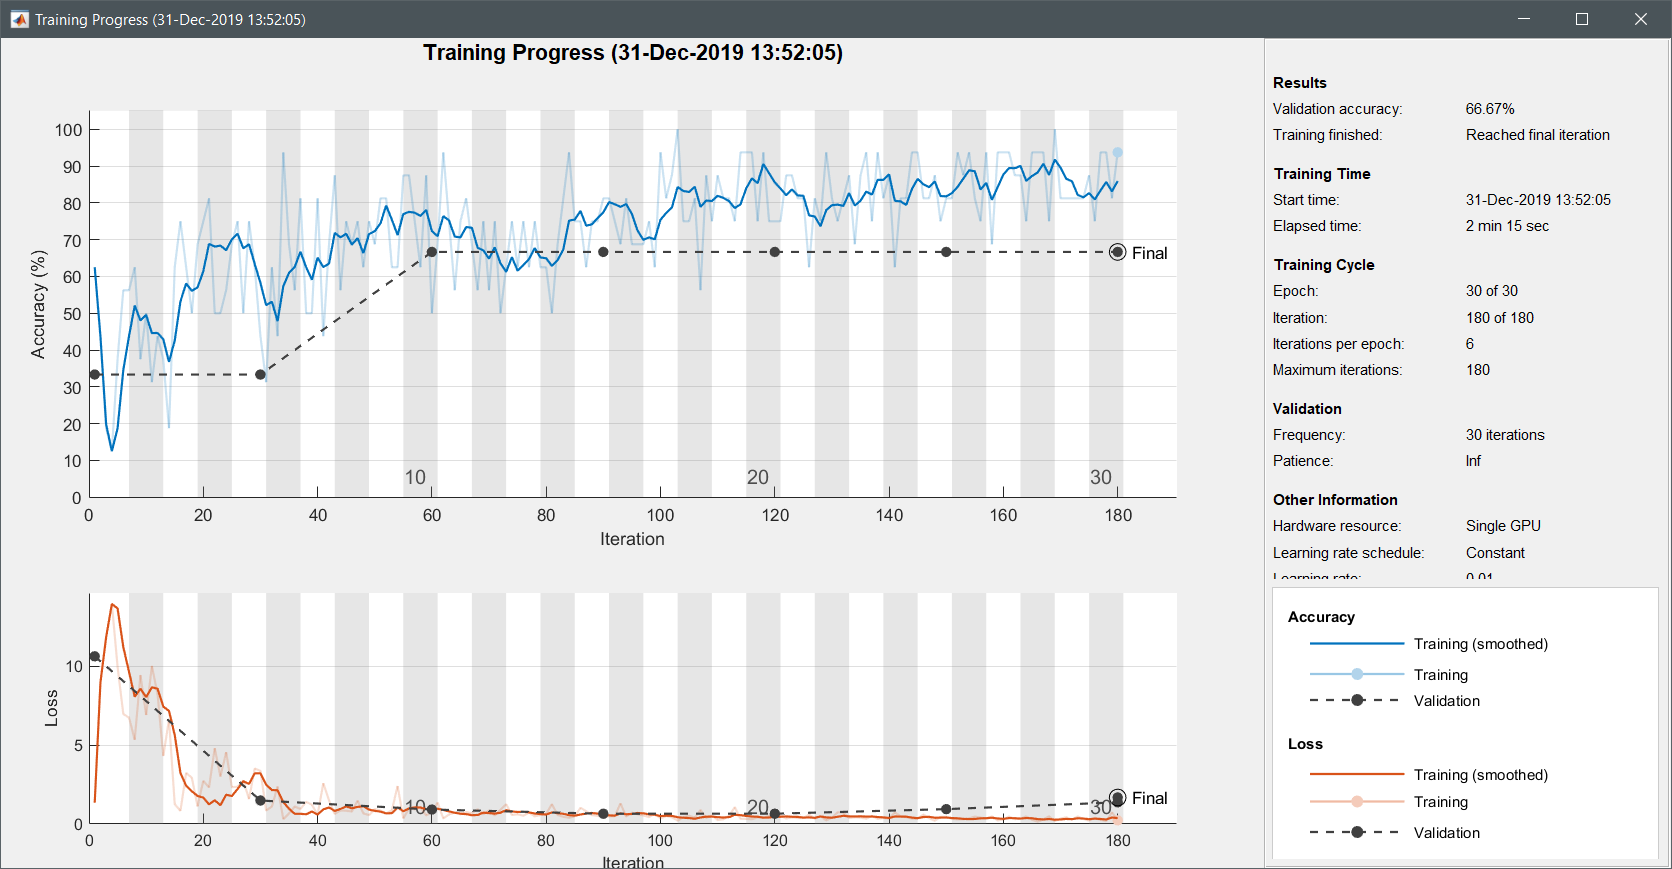 Training Progress (31-Dec-2019 13:52:05)
Training Progress (31-Dec-2019 13:52:05)
100
90
80
70
60
50
40
30
20
10
0
Accuracy (%)
Final
10
20
30
0 20 40 60 80 100 120 140 160 180
Iteration
10
5
0
Loss
Final
10
20
30
0 20 40 60 80 100 120 140 160 180
Iteration
Results
Validation accuracy: 66.67%
Training finished: Reached final iteration
Training Time
Start time: 31-Dec-2019 13:52:05
Elapsed time: 2 min 15 sec
Training Cycle
Epoch: 30 of 30
Iteration: 180 of 180
Iterations per epoch: 6
Maximum iterations: 180
Validation
Frequency: 30 iterations
Patience: Inf
Other Information
Hardware resource: Single GPU
Learning rate schedule: Constant
Learning rate: 0.01
Accuracy
Training (smoothed)
Training
Validation
Loss
Training (smoothed)
Training
Validation